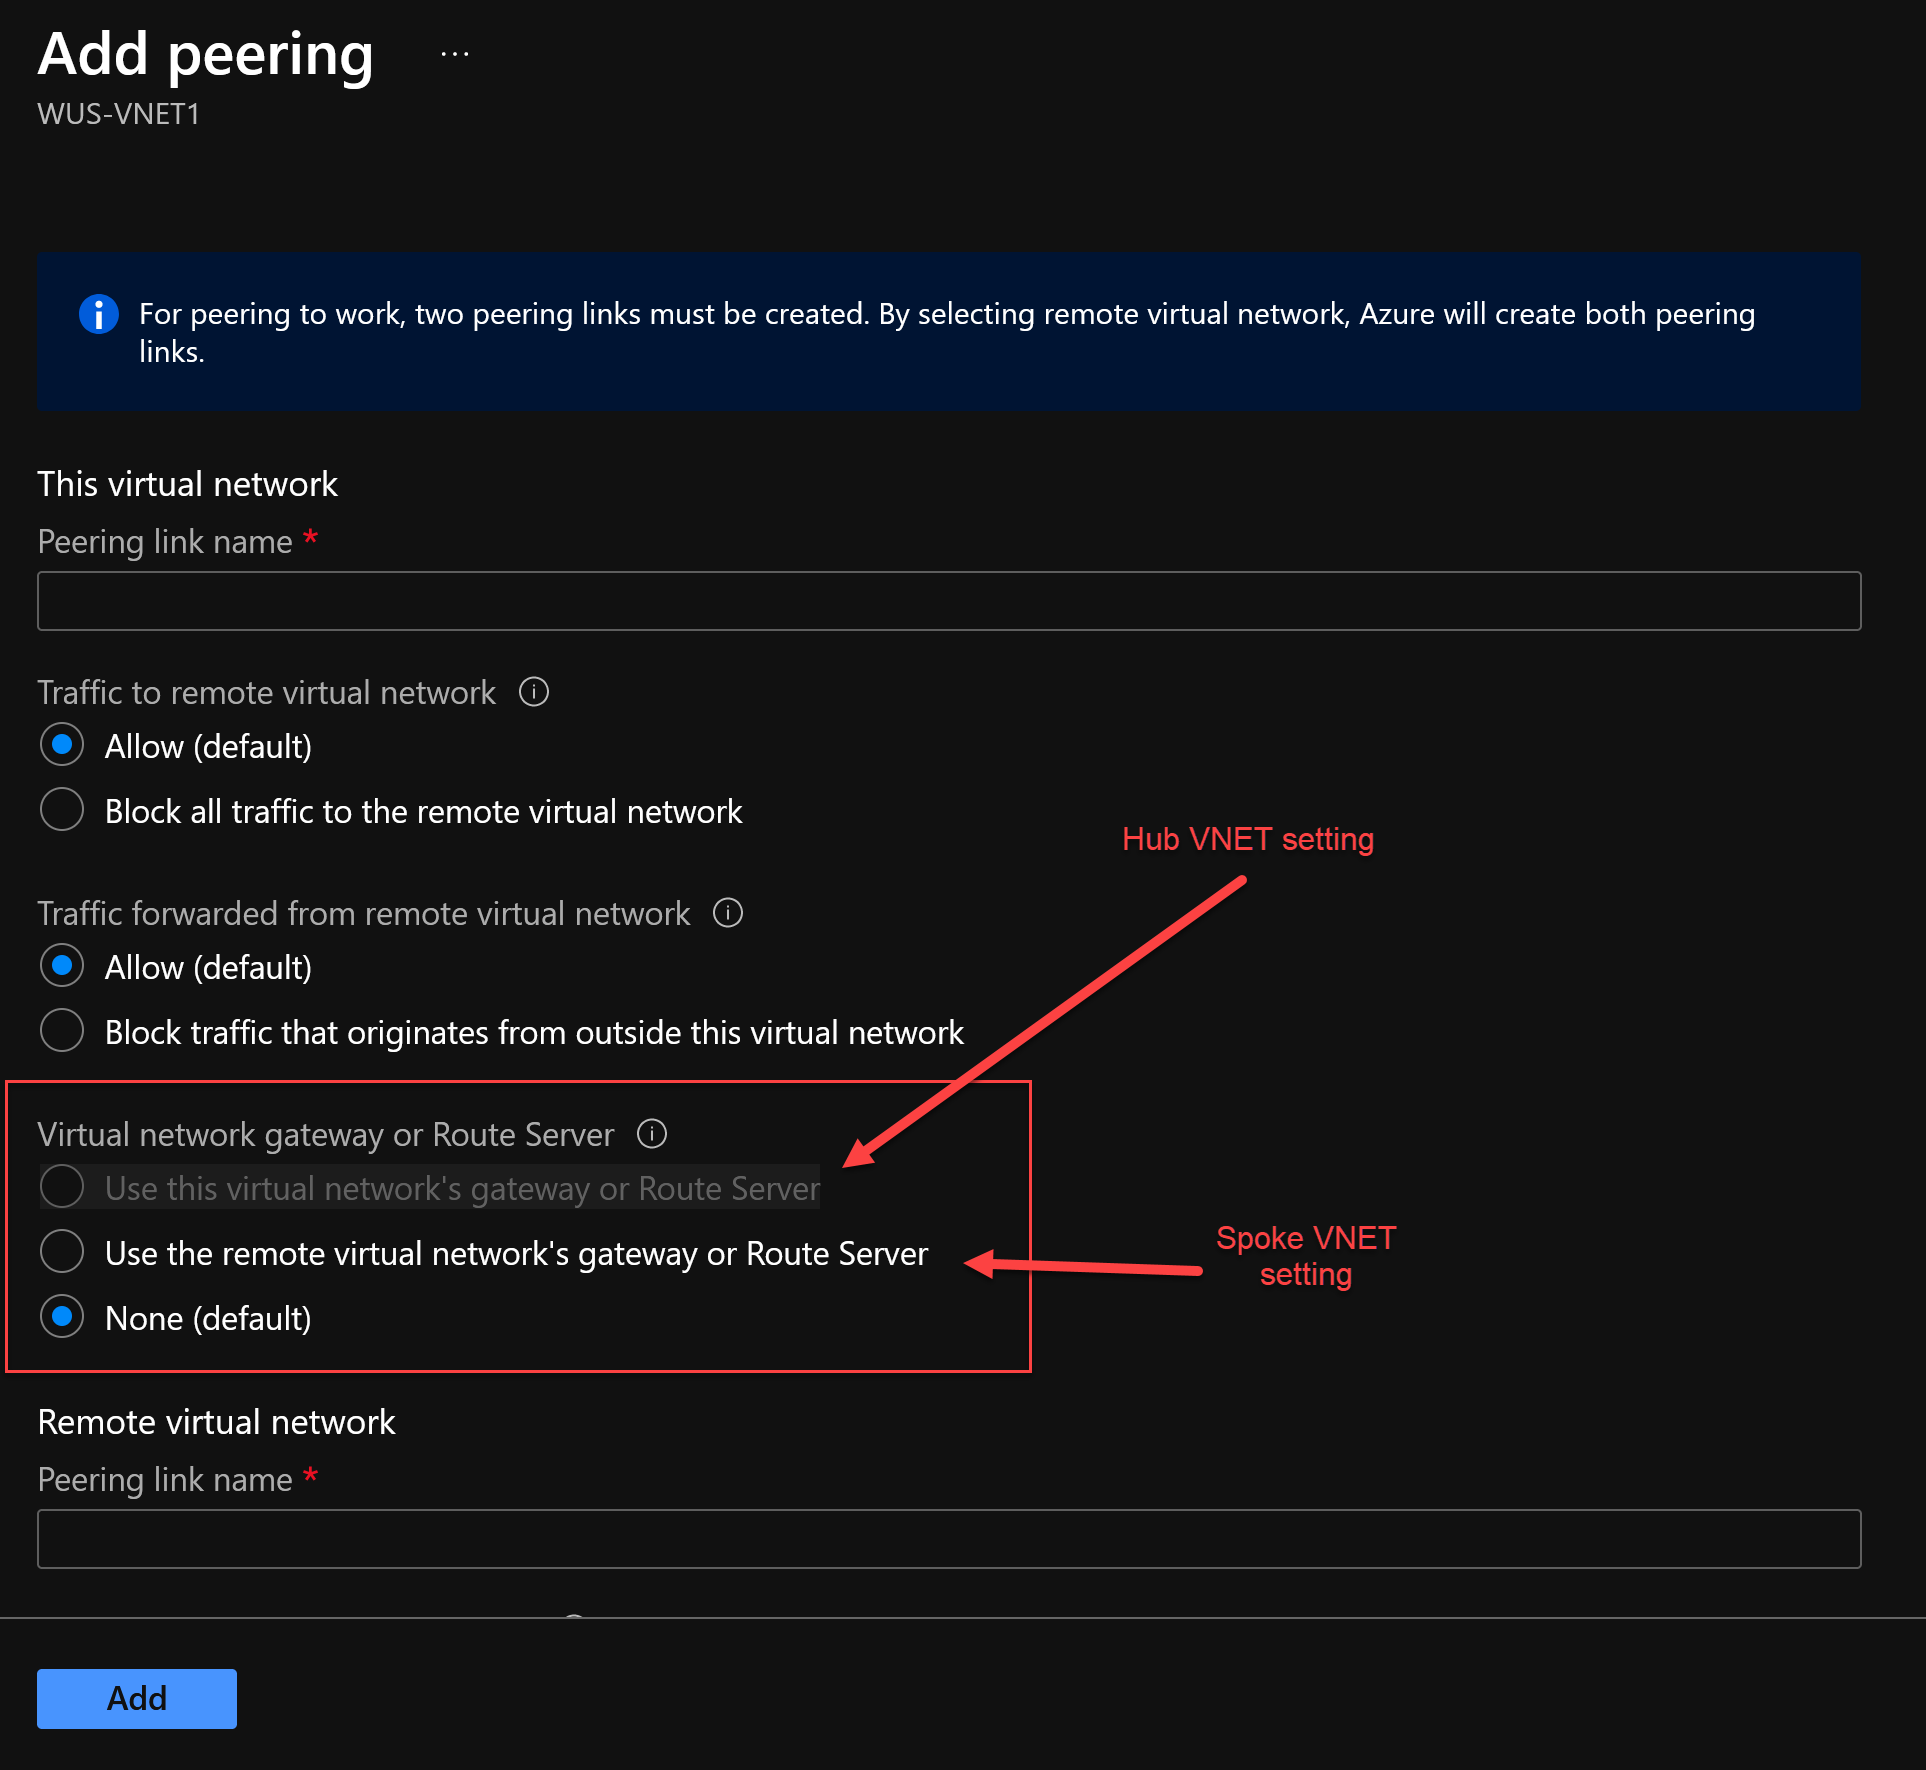 Add peering ...
WUS-VNET1
For peering to work, two peering links must be created. By selecting remote virtual network, Azure will create both peering
links.
This virtual network
Peering link name *
Traffic to remote virtual network
Allow (default)
Block all traffic to the remote virtual network
Hub VNET setting
Traffic forwarded from remote virtual network
Allow (default)
Block traffic that originates from outside this virtual network
Virtual network gateway or Route Server
Use this virtual network's gateway or Route Server
Use the remote virtual network's gateway or Route Server
Spoke VNET
setting
None (default)
Remote virtual network
Peering link name *
Add